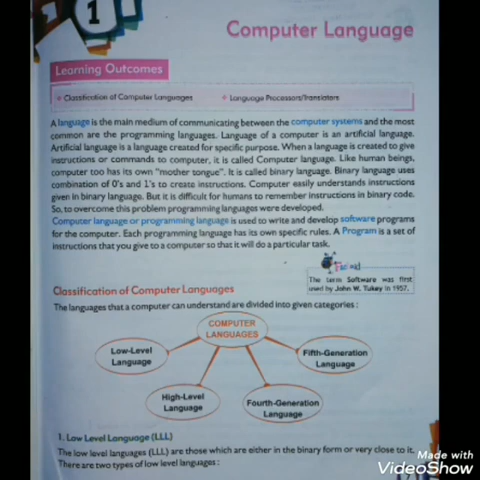 1
Computer Language
Learning Outcomes
Classification of Computer Languages
Language Processors/Translators
A language is the main medium of communicating between the computer systems and the most
common are the programming languages. Language of a computer is an artificial language.
Artificial language is a language created for specific purpose. When a language is created to give
instructions or commands to computer, it is called Computer language. Like human beings,
computer too has its own "mother tongue". It is called binary language. Binary language uses
combination of 0's and 1's to create instructions. Computer easily understands instructions
given in binary language. But it is difficult for humans to remember instructions in binary code.
So, to overcome this problem programming languages were developed.
Computer language or programming language is used to write and develop software programs
for the computer. Each programming language has its own specific rules. A Program is a set of
instructions that you give to a computer so that it will do a particular task.
The term Software was first
used by John W. Tukey in 1957.
Classification of Computer Languages
The languages that a computer can understand are divided into given categories :
COMPUTER
LANGUAGES
Low-Level
Language
Fifth-Generation
Language
High-Level
Language
Fourth-Generation
Language
1. Low Level Language (LLL)
The low level languages (LLL) are those which are either in the binary form or very close to it.
There are two types of low level languages :
Made with
VideoShow